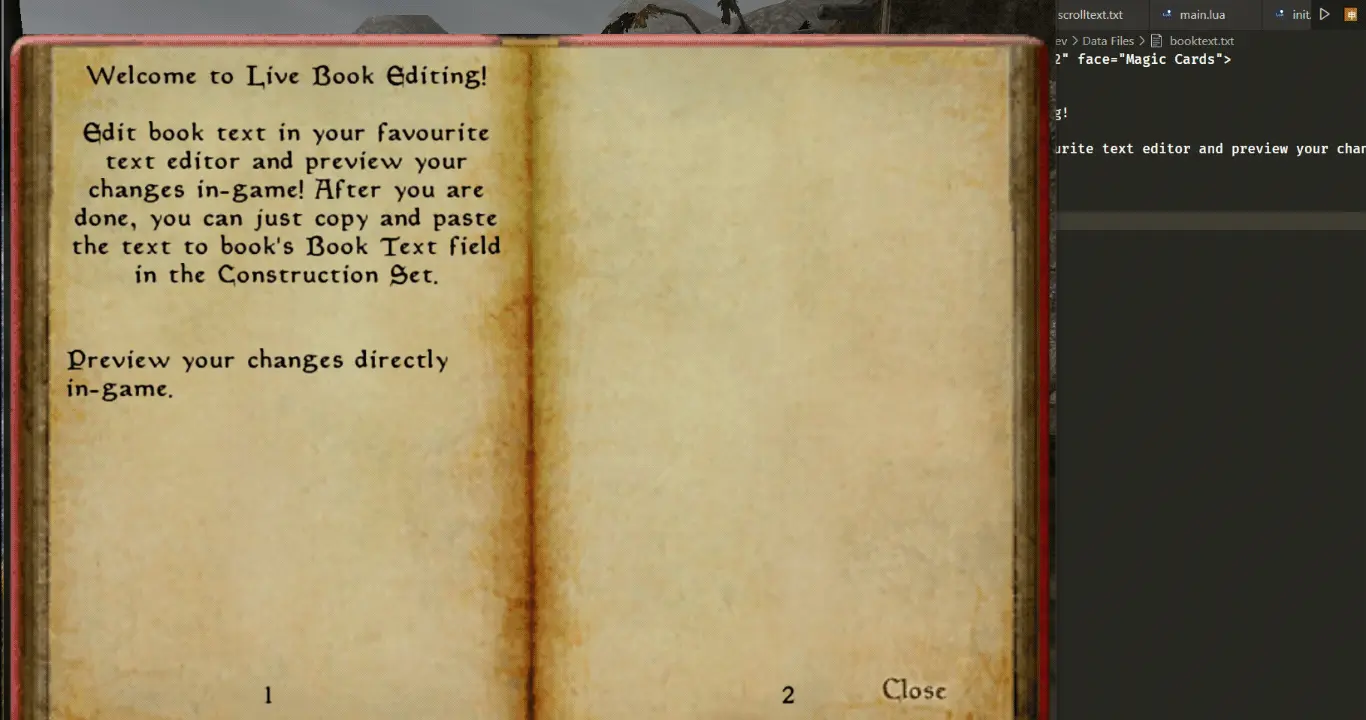 Welcome to Live Book Editing!
Edit book text in your favourite
text editor and preview your
changes in-game! After you are
done, you can just copy and paste
the text to book's Book Text field
in the Construction Set.
Preview your changes directly
in-game.
1
2
Close
scrolltext.txt
main.lua
init
Data Files
booktext.txt
face="Magic Cards">
text editor and preview your